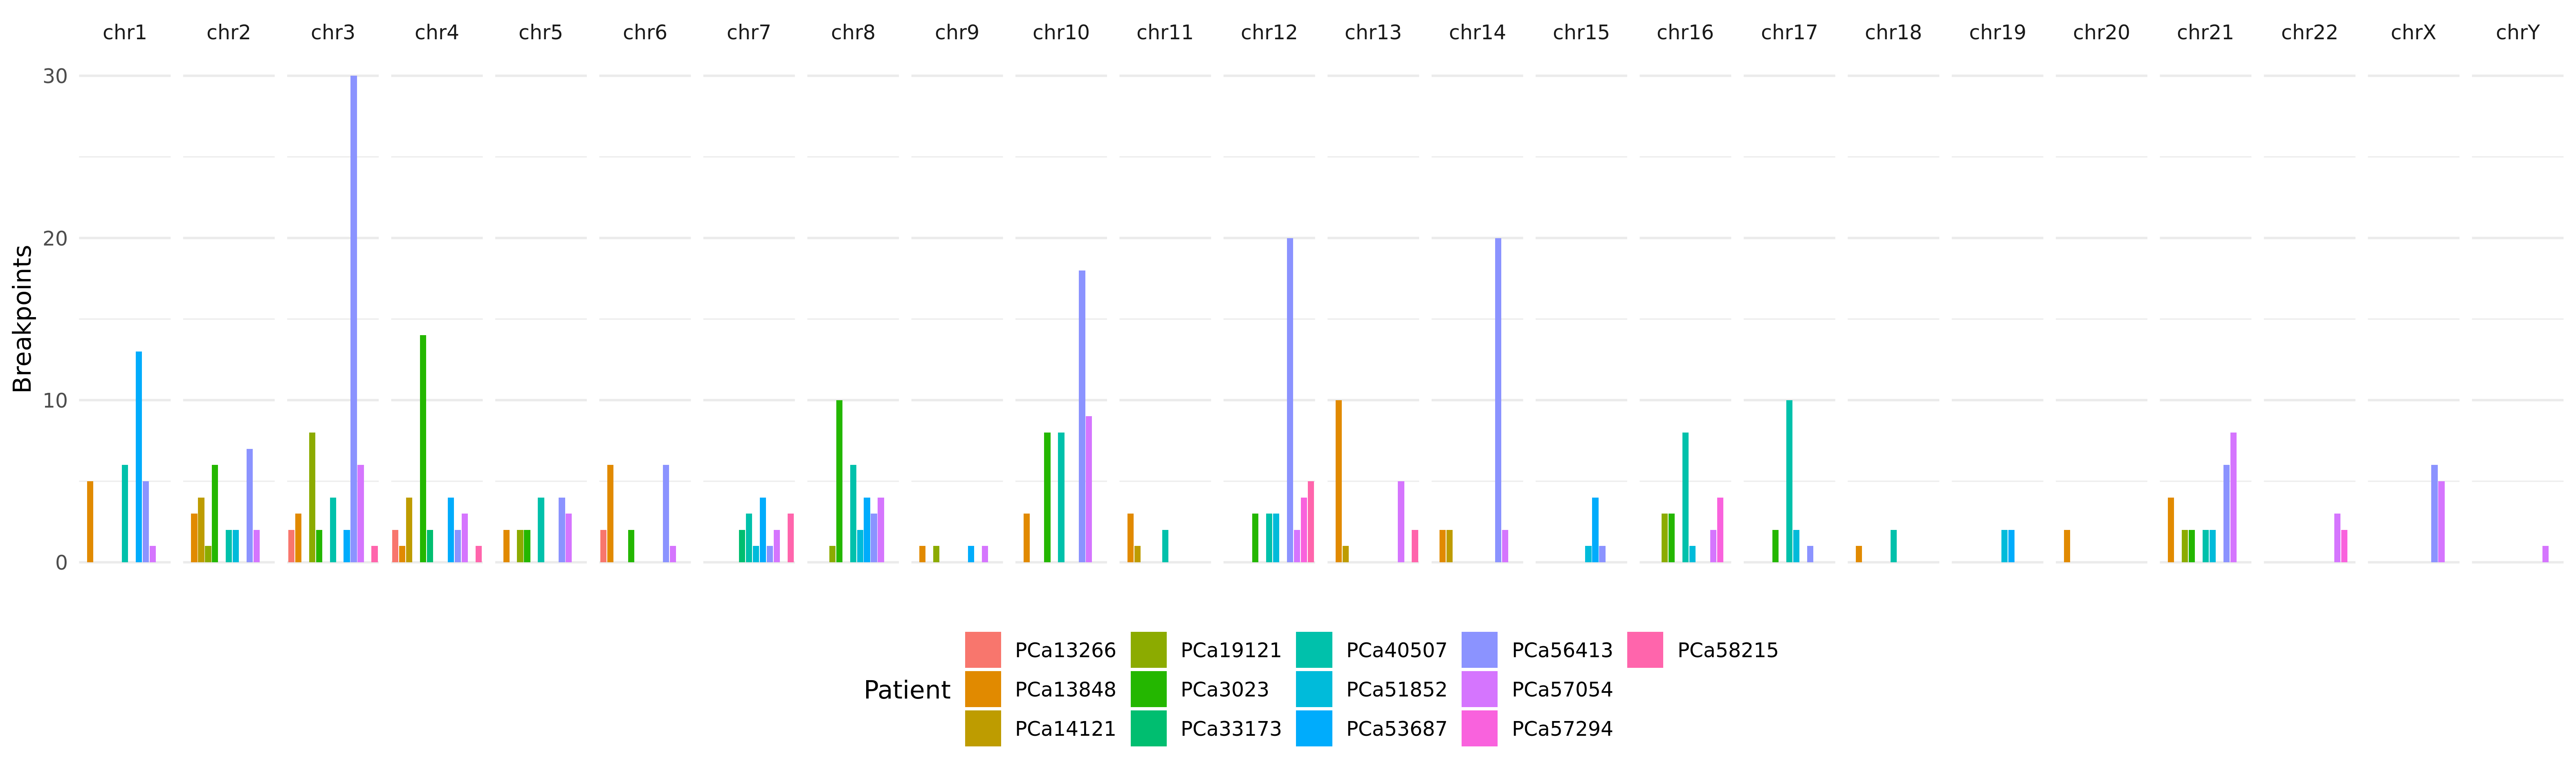 chr1 chr2 chr3 chr4 chr5 chr6 chr7 chr8 chr9 chr10 chr11 chr12 chr13 chr14 chr15 chr16 chr17 chr18 chr19 chr20 chr21 chr22 chrX chrY
30
20
10
0
Breakpoints
Patient
PCa13266 PCa19121 PCa40507 PCa56413 PCa58215
PCa13848 PCa3023 PCa51852 PCa57054
PCa14121 PCa33173 PCa53687 PCa57294